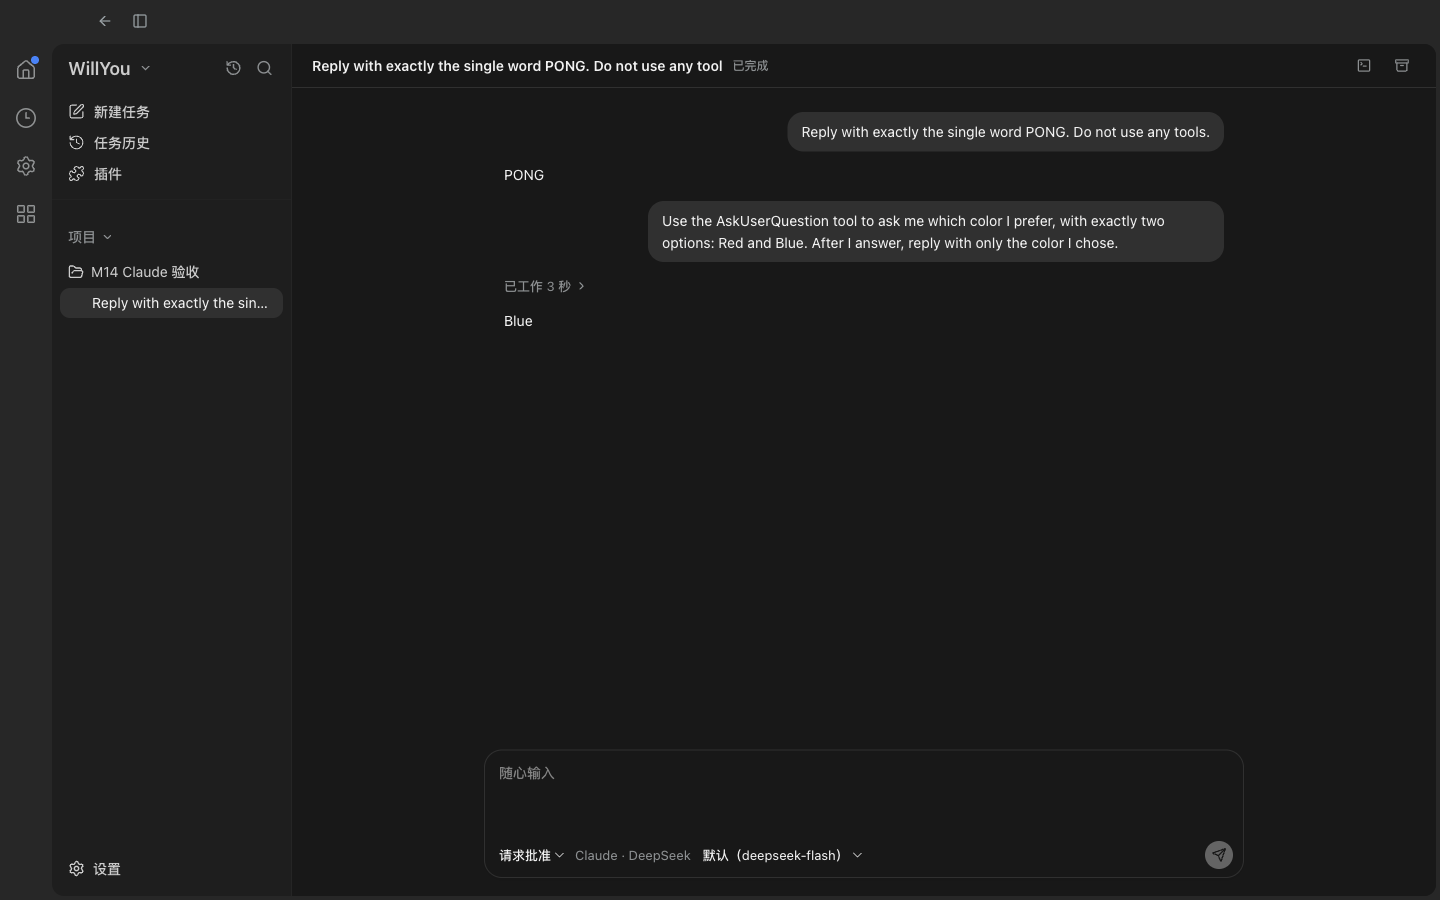 WillYou
新建任务
任务历史
插件
项目
M14 Claude 验收
Reply with exactly the sin...
设置
Reply with exactly the single word PONG. Do not use any tool 已完成
Reply with exactly the single word PONG. Do not use any tools.
PONG
Use the AskUserQuestion tool to ask me which color I prefer, with exactly two
options: Red and Blue. After I answer, reply with only the color I chose.
已工作 3 秒
Blue
随心输入
请求批准 Claude · DeepSeek 默认（deepseek-flash）